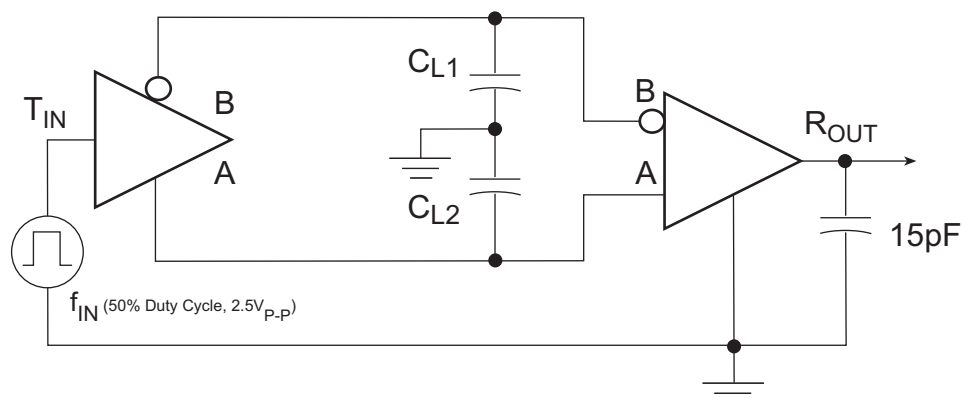 C_L1
B
T_IN
B
R_OUT
A
A
C_L2
15pF
f_IN (50% Duty Cycle, 2.5V_P-P)